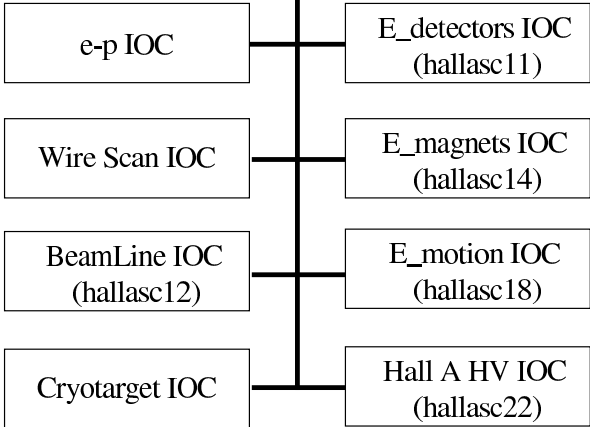 e-p IOC
E_detectors IOC
(hallasc11)
Wire Scan IOC
E_magnets IOC
(hallasc14)
BeamLine IOC
(hallasc12)
E_motion IOC
(hallasc18)
Cryotarget IOC
Hall A HV IOC
(hallasc22)